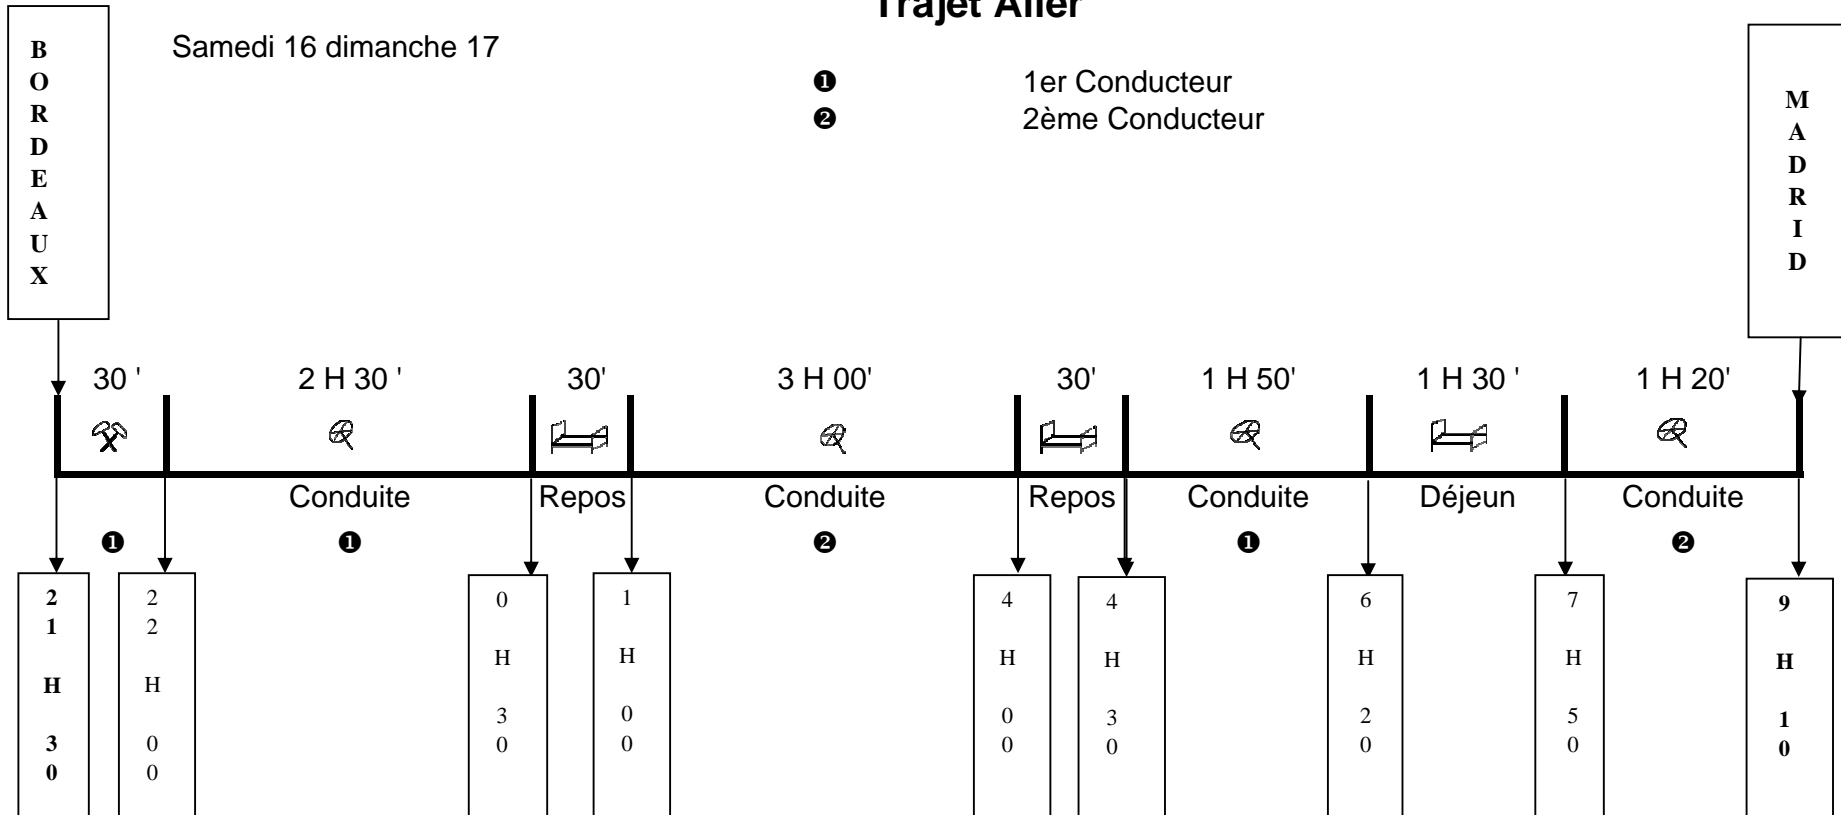 Trajet Aller
BORDEAUX
Samedi 16 dimanche 17
❶ 1er Conducteur
❷ 2ème Conducteur
MADRID
30 ' 2 H 30 ' 30' 3 H 00' 30' 1 H 50' 1 H 30 ' 1 H 20'
Conduite Repos Conduite Repos Conduite Déjeun Conduite
❶ ❶ ❷ ❶ ❷
21 H 30
22 H 00
0 H 30
1 H 00
4 H 00
4 H 30
6 H 20
7 H 50
9 H 10